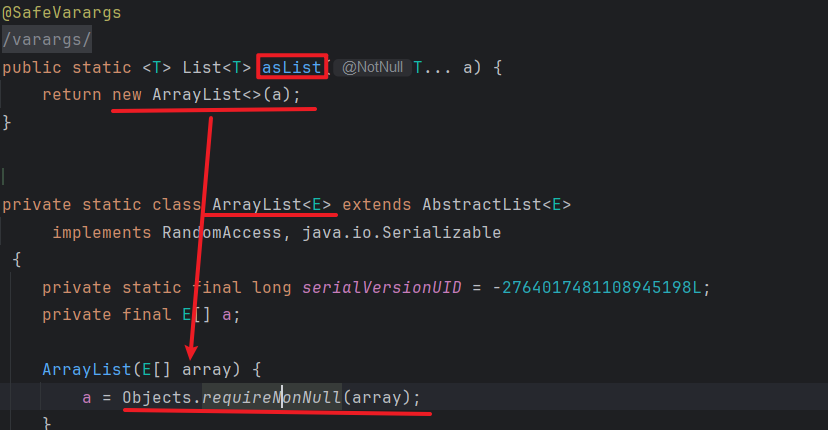 @SafeVarargs
/varargs/
public static <T> List<T> asList( @NotNull T... a) {
return new ArrayList<>(a);
}
private static class ArrayList<E> extends AbstractList<E>
implements RandomAccess, java.io.Serializable
{
private static final long serialVersionUID = -2764017481108945198L;
private final E[] a;
ArrayList(E[] array) {
a = Objects.requireNonNull(array);
}